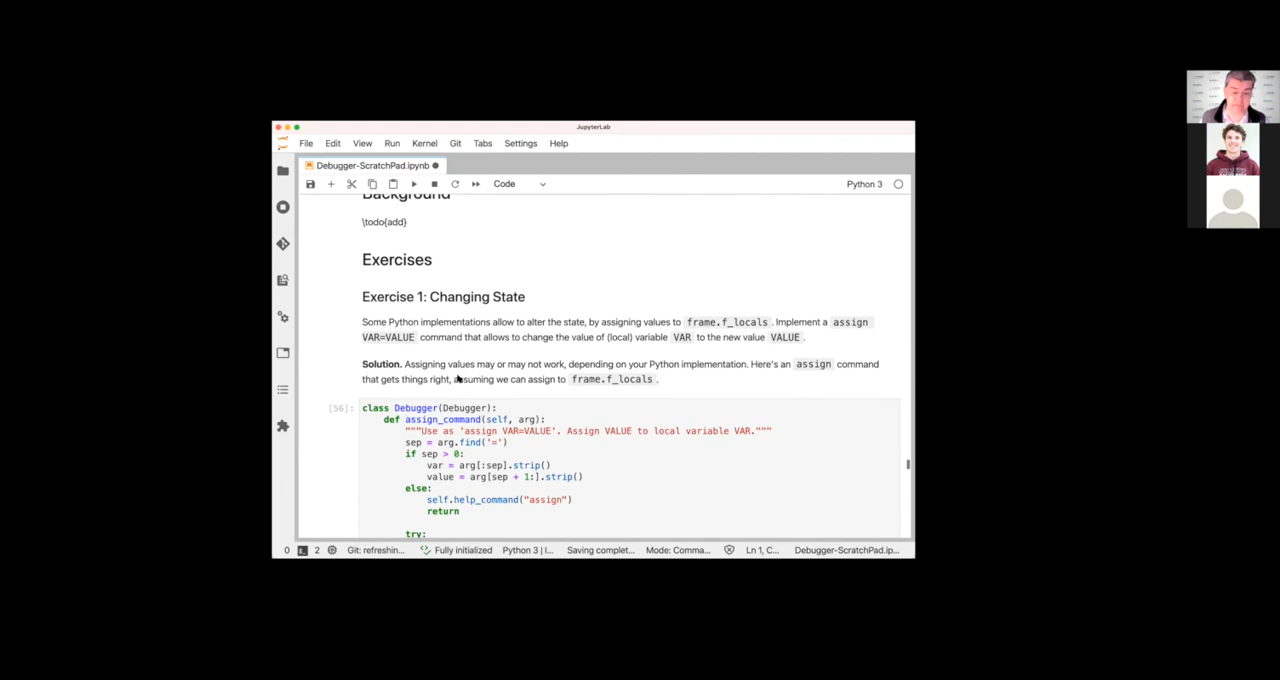 JupyterLab
File Edit View Run Kernel Git Tabs Settings Help
Debugger-ScratchPad.ipynb
Code Python 3
Background
\todo{add}
Exercises
Exercise 1: Changing State
Some Python implementations allow to alter the state, by assigning values to frame.f_locals. Implement a assign
VAR=VALUE command that allows to change the value of (local) variable VAR to the new value VALUE.
Solution. Assigning values may or may not work, depending on your Python implementation. Here's an assign command
that gets things right, assuming we can assign to frame.f_locals.
[56]: class Debugger(Debugger):
def assign_command(self, arg):
"""Use as 'assign VAR=VALUE'. Assign VALUE to local variable VAR."""
sep = arg.find('=')
if sep > 0:
var = arg[:sep].strip()
value = arg[sep + 1:].strip()
else:
self.help_command("assign")
return
try:
0 2 Git: refreshin... Fully initialized Python 3 | I... Saving complet... Mode: Comma... Ln 1, C... Debugger-ScratchPad.ip...